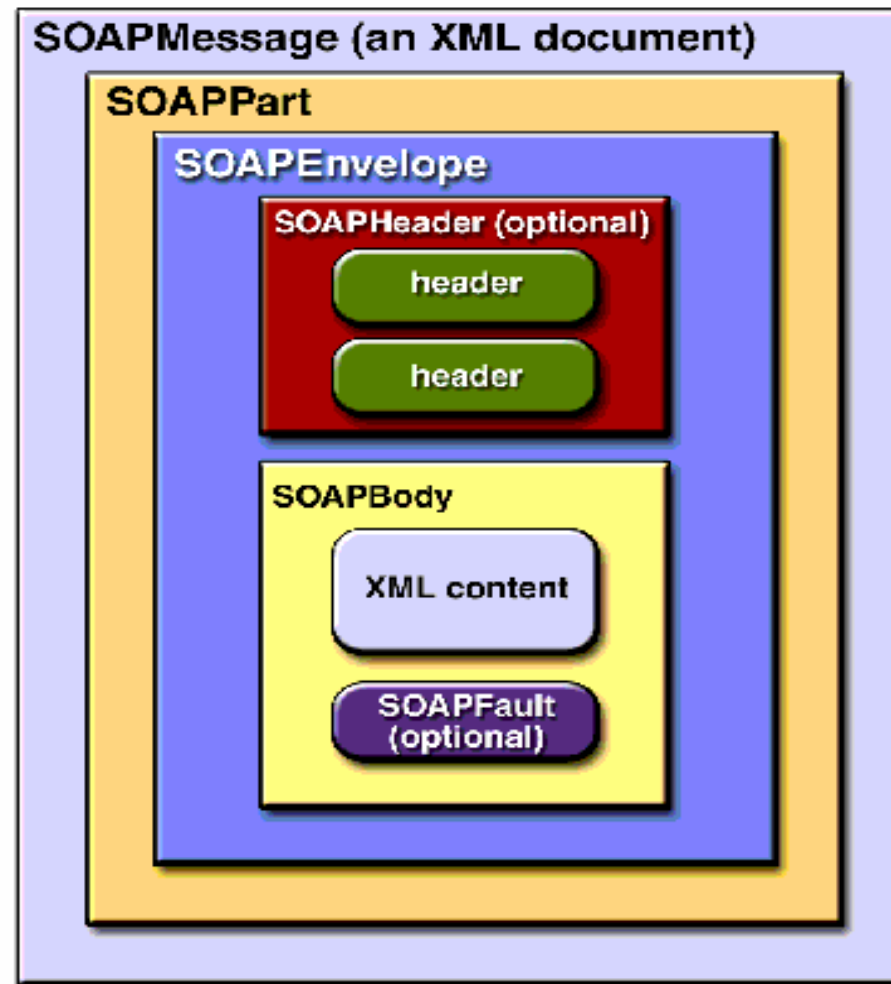 SOAPMessage (an XML document)
SOAPPart
SOAPEnvelope
SOAPHeader (optional)
header
header
SOAPBody
XML content
SOAPFault
(optional)